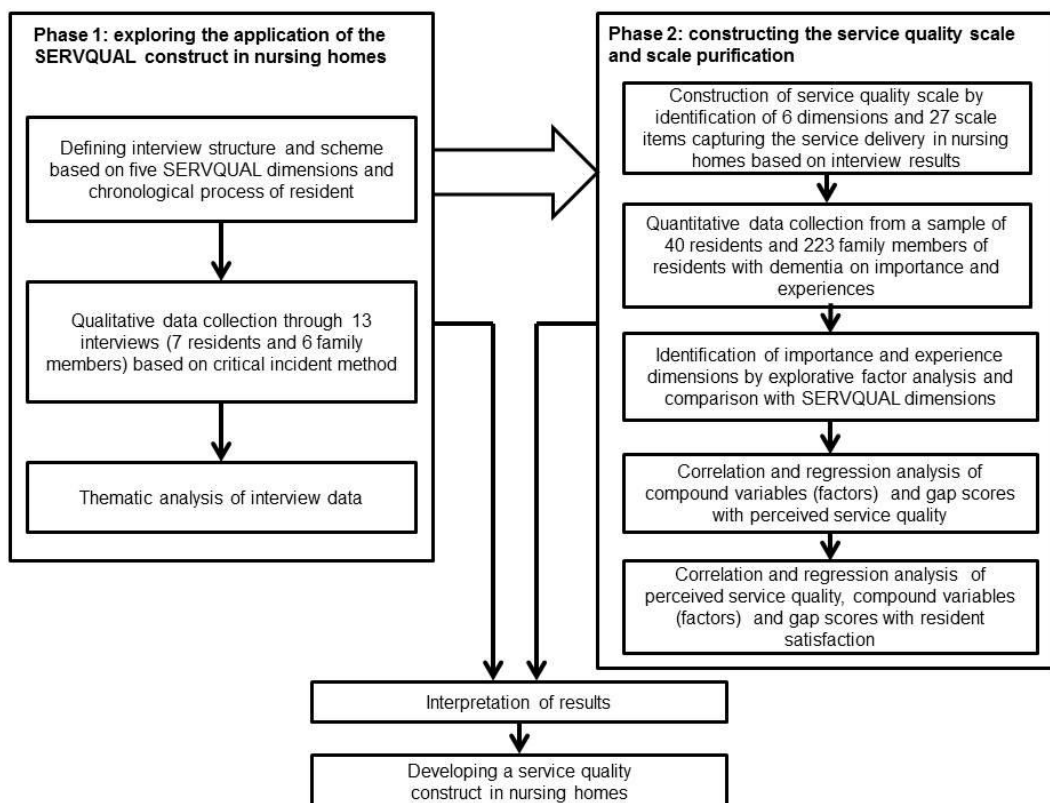 Phase 1: exploring the application of the
SERVQUAL construct in nursing homes
Defining interview structure and scheme
based on five SERVQUAL dimensions and
chronological process of resident
Qualitative data collection through 13
interviews (7 residents and 6 family
members) based on critical incident method
Thematic analysis of interview data
Phase 2: constructing the service quality scale
and scale purification
Construction of service quality scale by
identification of 6 dimensions and 27 scale
items capturing the service delivery in nursing
homes based on interview results
Quantitative data collection from a sample of
40 residents and 223 family members of
residents with dementia on importance and
experiences
Identification of importance and experience
dimensions by explorative factor analysis and
comparison with SERVQUAL dimensions
Correlation and regression analysis of
compound variables (factors) and gap scores
with perceived service quality
Correlation and regression analysis of
perceived service quality, compound variables
(factors) and gap scores with resident
satisfaction
Interpretation of results
Developing a service quality
construct in nursing homes